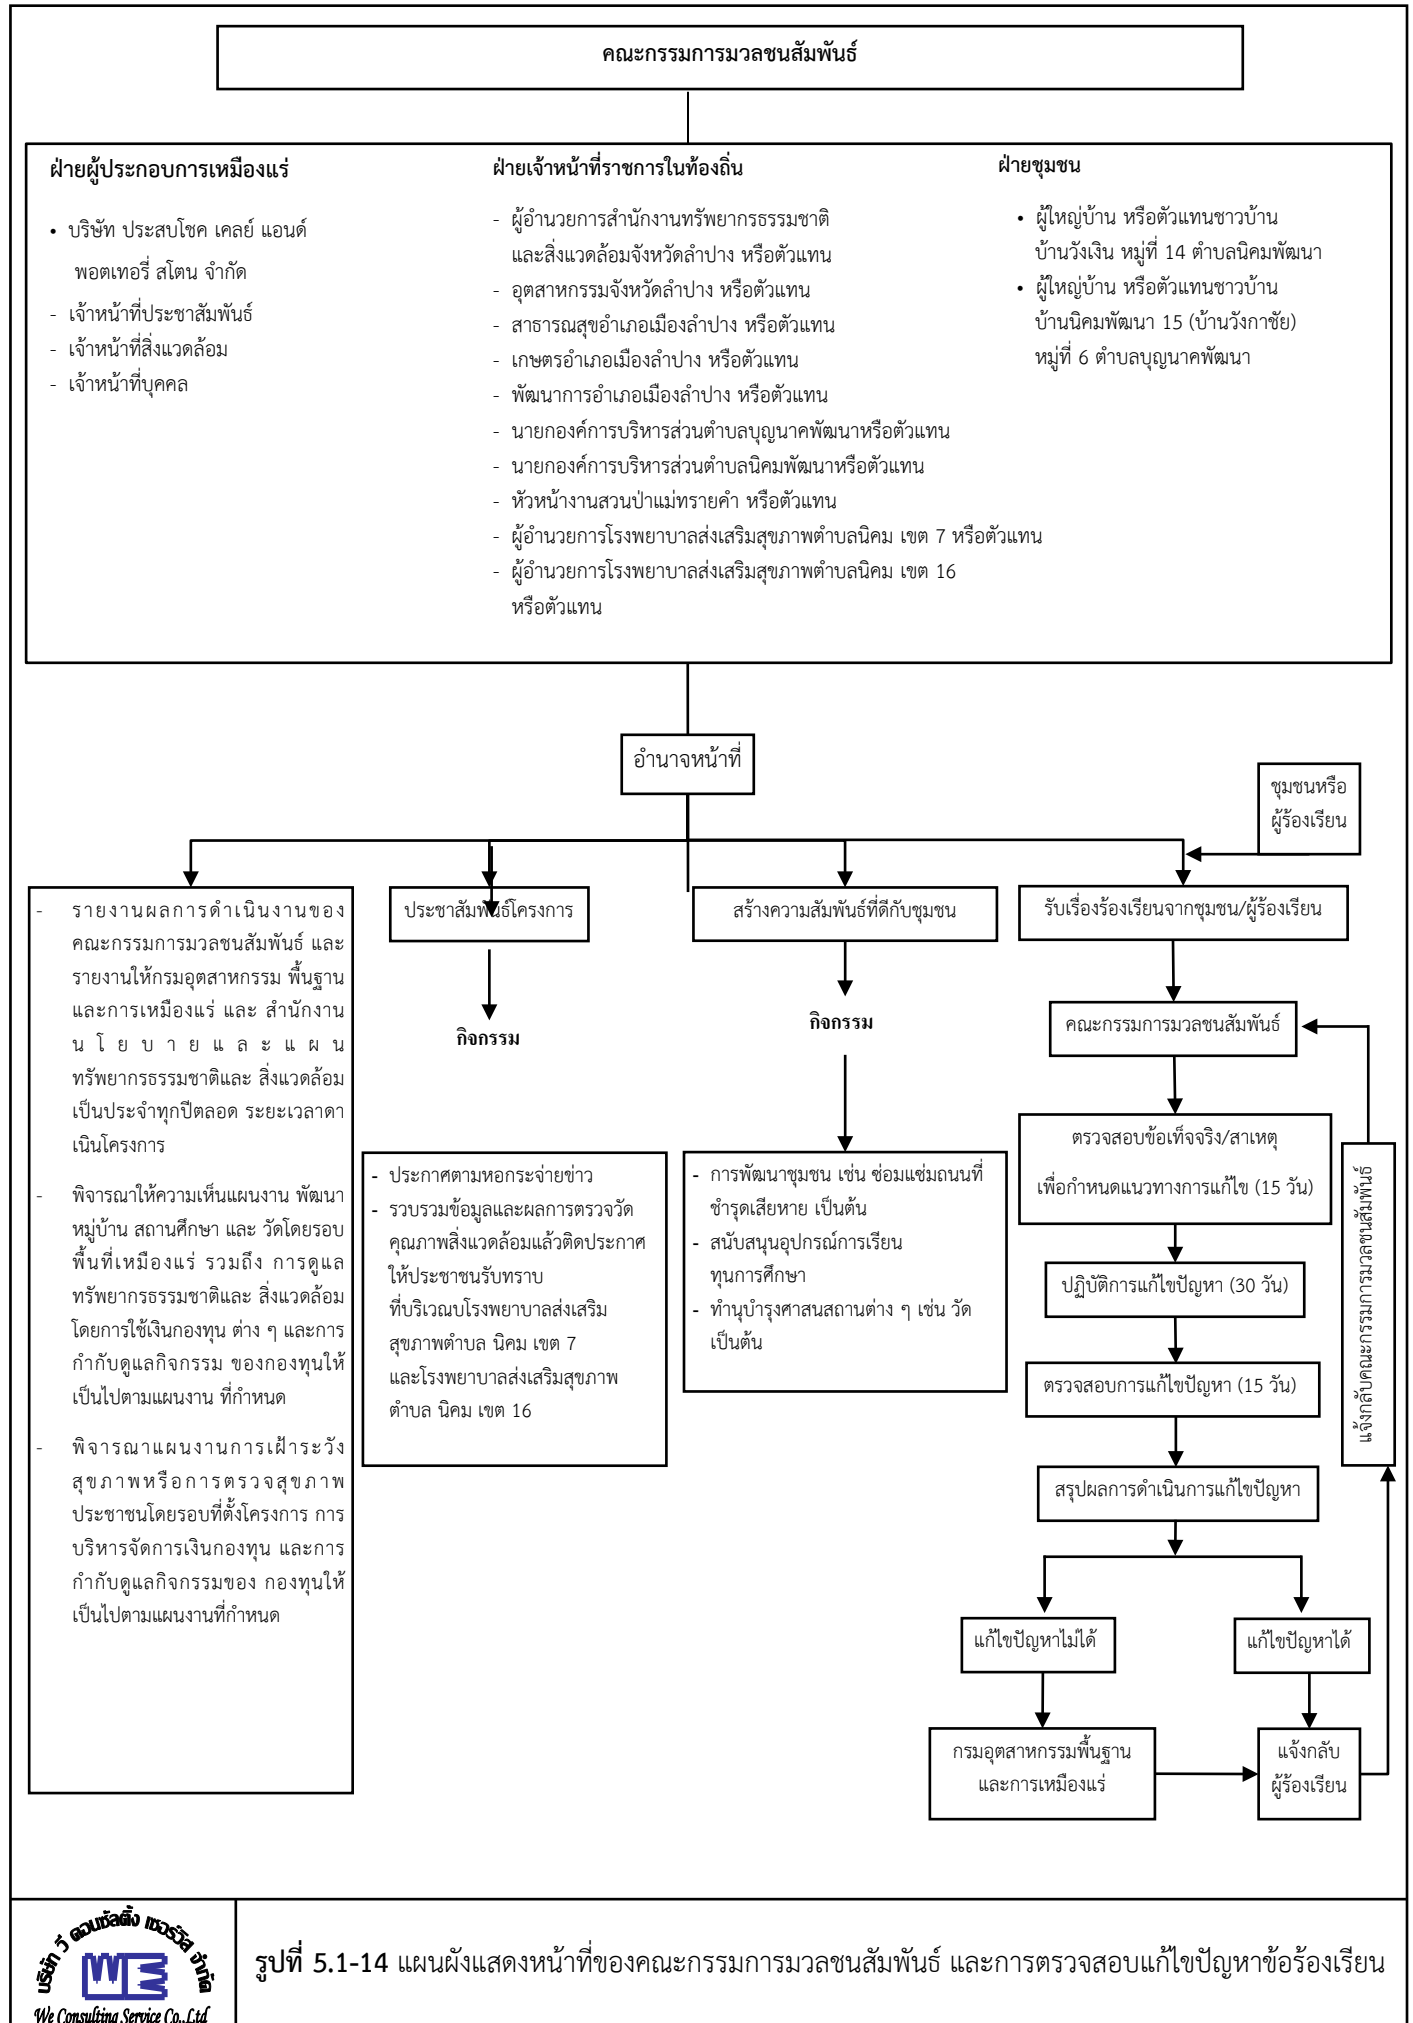 คณะกรรมการมวลชนสัมพันธ์
ฝ่ายผู้ประกอบการเหมืองแร่
• บริษัท ประสบโชค เคลย์ แอนด์
พอตเทอรี่ สโตน จำกัด
- เจ้าหน้าที่ประชาสัมพันธ์
- เจ้าหน้าที่สิ่งแวดล้อม
- เจ้าหน้าที่บุคคล
ฝ่ายเจ้าหน้าที่ราชการในท้องถิ่น
- ผู้อำนวยการสำนักงานทรัพยากรธรรมชาติ
และสิ่งแวดล้อมจังหวัดลำปาง หรือตัวแทน
- อุตสาหกรรมจังหวัดลำปาง หรือตัวแทน
- สาธารณสุขอำเภอเมืองลำปาง หรือตัวแทน
- เกษตรอำเภอเมืองลำปาง หรือตัวแทน
- พัฒนาการอำเภอเมืองลำปาง หรือตัวแทน
- นายกองค์การบริหารส่วนตำบลบุญนาคพัฒนาหรือตัวแทน
- นายกองค์การบริหารส่วนตำบลนิคมพัฒนาหรือตัวแทน
- หัวหน้างานสวนป่าแม่ทรายคำ หรือตัวแทน
- ผู้อำนวยการโรงพยาบาลส่งเสริมสุขภาพตำบลนิคม เขต 7 หรือตัวแทน
- ผู้อำนวยการโรงพยาบาลส่งเสริมสุขภาพตำบลนิคม เขต 16
หรือตัวแทน
ฝ่ายชุมชน
• ผู้ใหญ่บ้าน หรือตัวแทนชาวบ้าน
บ้านวังเงิน หมู่ที่ 14 ตำบลนิคมพัฒนา
• ผู้ใหญ่บ้าน หรือตัวแทนชาวบ้าน
บ้านนิคมพัฒนา 15 (บ้านวังกาชัย)
หมู่ที่ 6 ตำบลบุญนาคพัฒนา
อำนาจหน้าที่
ชุมชนหรือ
ผู้ร้องเรียน
- รายงานผลการดำเนินงานของ
คณะกรรมการมวลชนสัมพันธ์ และ
รายงานให้กรมอุตสาหกรรม พื้นฐาน
และการเหมืองแร่ และ สำนักงาน
นโยบายและแผน
ทรัพยากรธรรมชาติและ สิ่งแวดล้อม
เป็นประจำทุกปีตลอด ระยะเวลาดา
เนินโครงการ
- พิจารณาให้ความเห็นแผนงาน พัฒนา
หมู่บ้าน สถานศึกษา และ วัดโดยรอบ
พื้นที่เหมืองแร่ รวมถึง การดูแล
ทรัพยากรธรรมชาติและ สิ่งแวดล้อม
โดยการใช้เงินกองทุน ต่าง ๆ และการ
กำกับดูแลกิจกรรม ของกองทุนให้
เป็นไปตามแผนงาน ที่กำหนด
- พิจารณาแผนงานการเฝ้าระวัง
สุขภาพหรือการตรวจสุขภาพ
ประชาชนโดยรอบที่ตั้งโครงการ การ
บริหารจัดการเงินกองทุน และการ
กำกับดูแลกิจกรรมของ กองทุนให้
เป็นไปตามแผนงานที่กำหนด
ประชาสัมพันธ์โครงการ
กิจกรรม
- ประกาศตามหอกระจ่ายข่าว
- รวบรวมข้อมูลและผลการตรวจวัด
คุณภาพสิ่งแวดล้อมแล้วติดประกาศ
ให้ประชาชนรับทราบ
ที่บริเวณบโรงพยาบาลส่งเสริม
สุขภาพตำบล นิคม เขต 7
และโรงพยาบาลส่งเสริมสุขภาพ
ตำบล นิคม เขต 16
สร้างความสัมพันธ์ที่ดีกับชุมชน
กิจกรรม
- การพัฒนาชุมชน เช่น ซ่อมแซ่มถนนที่
ชำรุดเสียหาย เป็นต้น
- สนับสนุนอุปกรณ์การเรียน
ทุนการศึกษา
- ทำนุบำรุงศาสนสถานต่าง ๆ เช่น วัด
เป็นต้น
รับเรื่องร้องเรียนจากชุมชน/ผู้ร้องเรียน
คณะกรรมการมวลชนสัมพันธ์
ตรวจสอบข้อเท็จจริง/สาเหตุ
เพื่อกำหนดแนวทางการแก้ไข (15 วัน)
ปฏิบัติการแก้ไขปัญหา (30 วัน)
ตรวจสอบการแก้ไขปัญหา (15 วัน)
สรุปผลการดำเนินการแก้ไขปัญหา
แก้ไขปัญหาไม่ได้
แก้ไขปัญหาได้
กรมอุตสาหกรรมพื้นฐาน
และการเหมืองแร่
แจ้งกลับ
ผู้ร้องเรียน
แจ้งกลับคณะกรรมการมวลชนสัมพันธ์
บริษัท วี คอนซัลติ้ง เซอร์วิส จำกัด
WE
We Consulting Service Co.,Ltd
รูปที่ 5.1-14 แผนผังแสดงหน้าที่ของคณะกรรมการมวลชนสัมพันธ์ และการตรวจสอบแก้ไขปัญหาข้อร้องเรียน